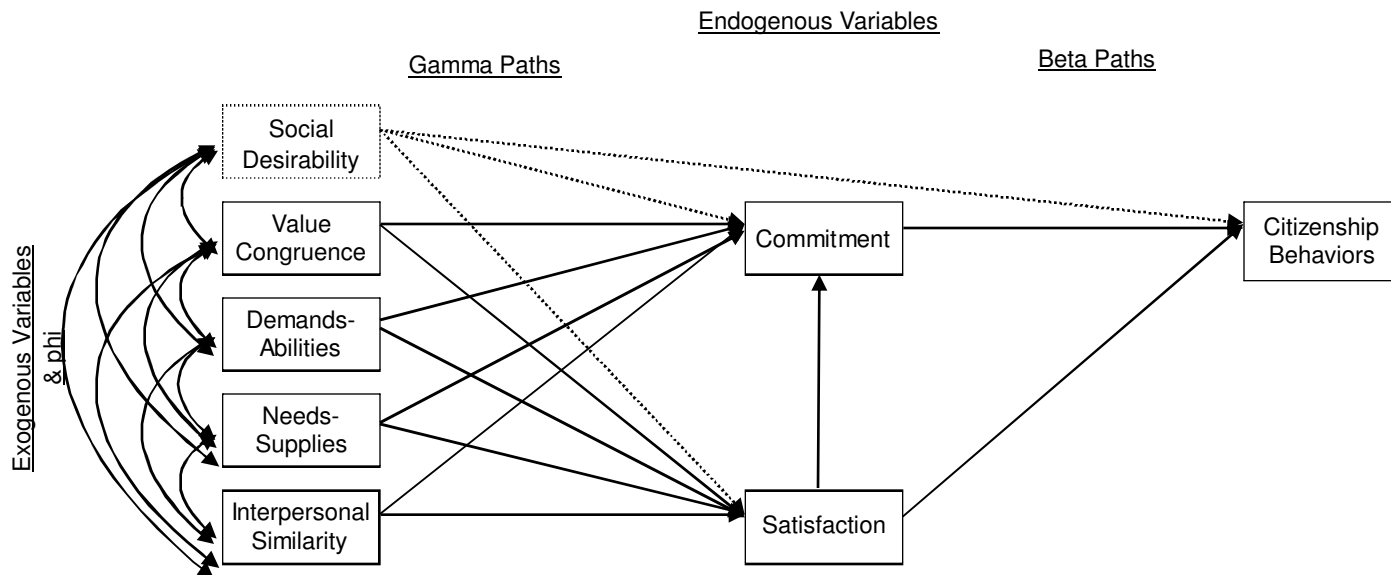 Endogenous Variables
Gamma Paths
Beta Paths
Exogenous Variables
& phi
Social
Desirability
Value
Congruence
Demands-
Abilities
Needs-
Supplies
Interpersonal
Similarity
Commitment
Satisfaction
Citizenship
Behaviors